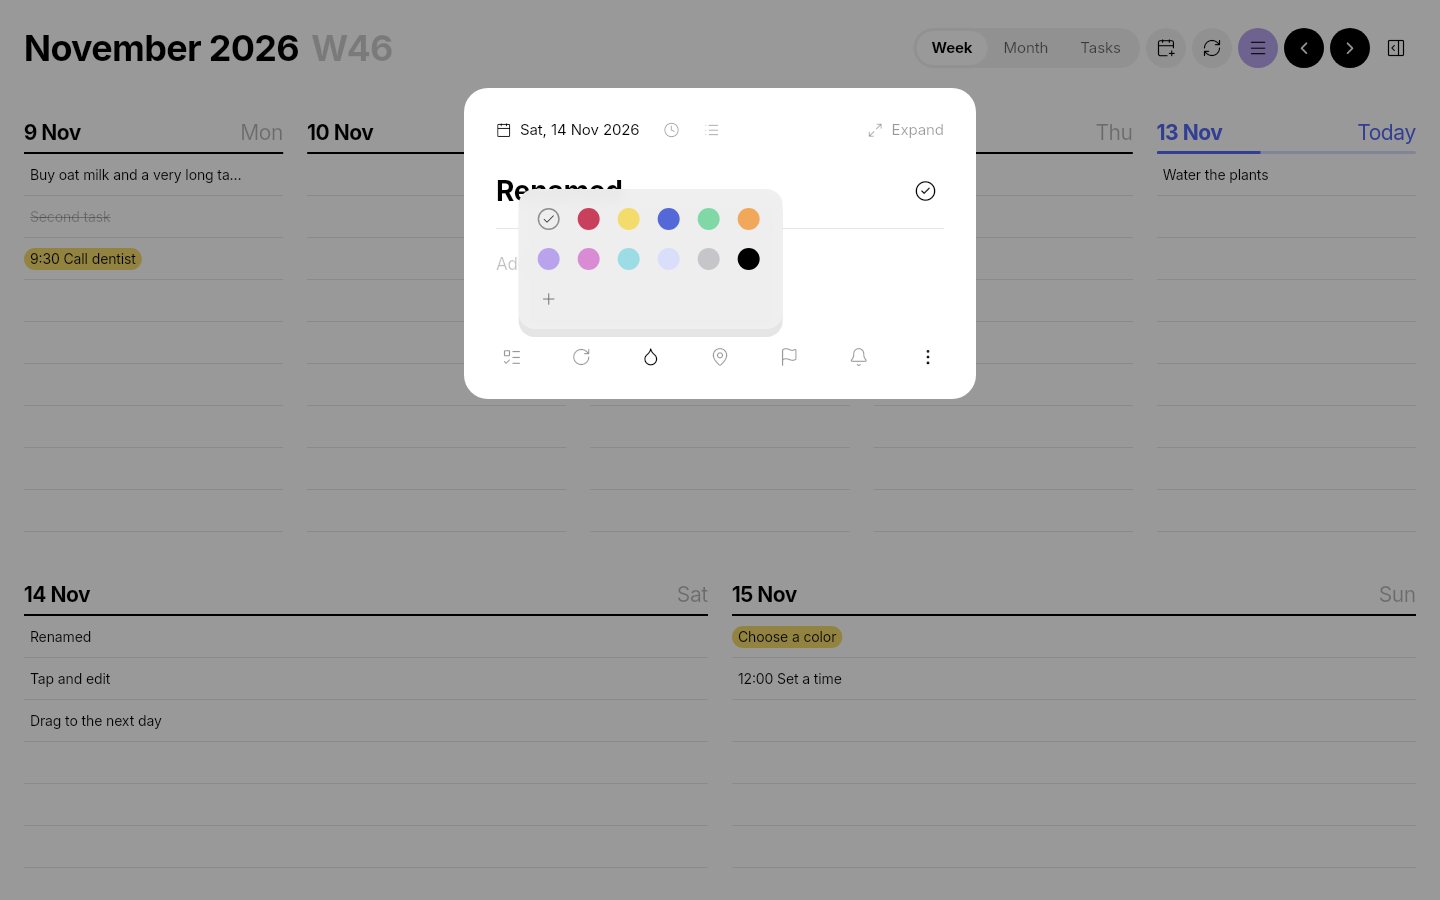 November 2026 W46
Week Month Tasks
9 Nov Mon
10 Nov
Thu
13 Nov Today
Buy oat milk and a very long ta...
Second task
9:30 Call dentist
Water the plants
Sat, 14 Nov 2026
Expand
Renamed
Ad
14 Nov Sat
Renamed
Tap and edit
Drag to the next day
15 Nov Sun
Choose a color
12:00 Set a time